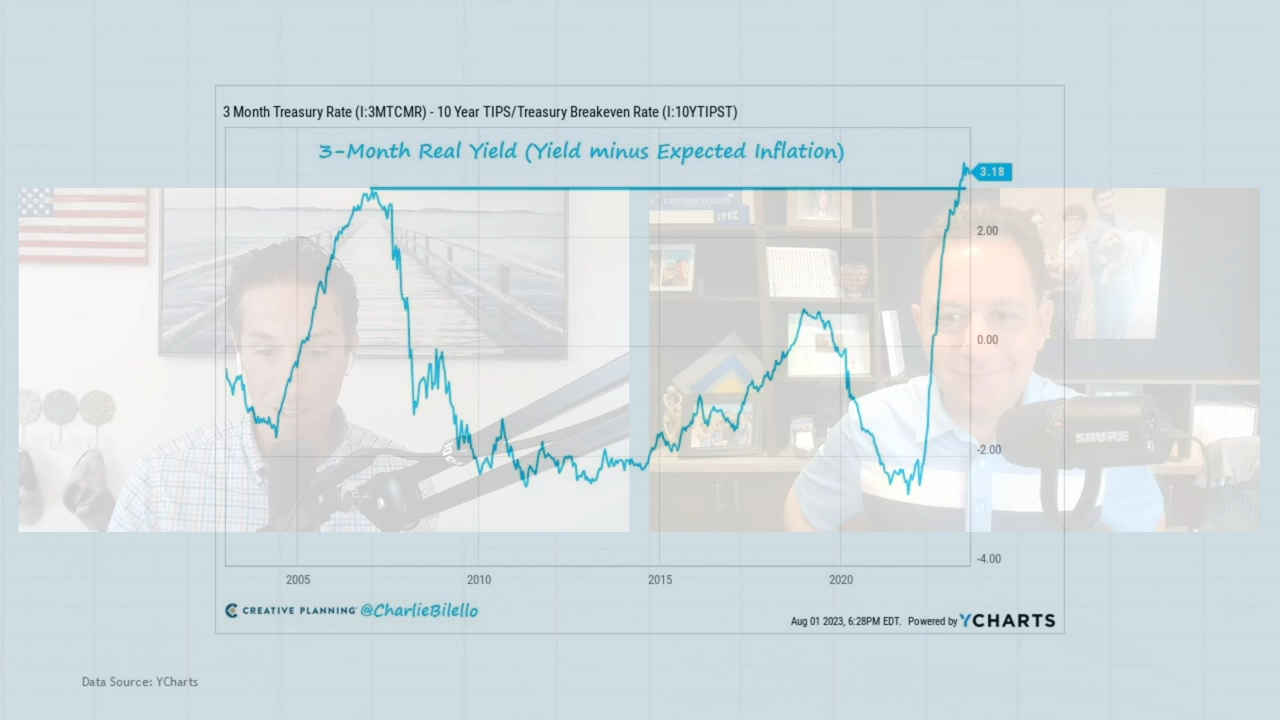 3 Month Treasury Rate (I:3MTCMR) - 10 Year TIPS/Treasury Breakeven Rate (I:10YTIPST)
3-Month Real Yield (Yield minus Expected Inflation)
3.18
2.00
0.00
-2.00
-4.00
2005 2010 2015 2020
SHURE
CREATIVE PLANNING @CharlieBilello
Aug 01 2023, 6:28PM EDT. Powered by YCHARTS
Data Source: YCharts